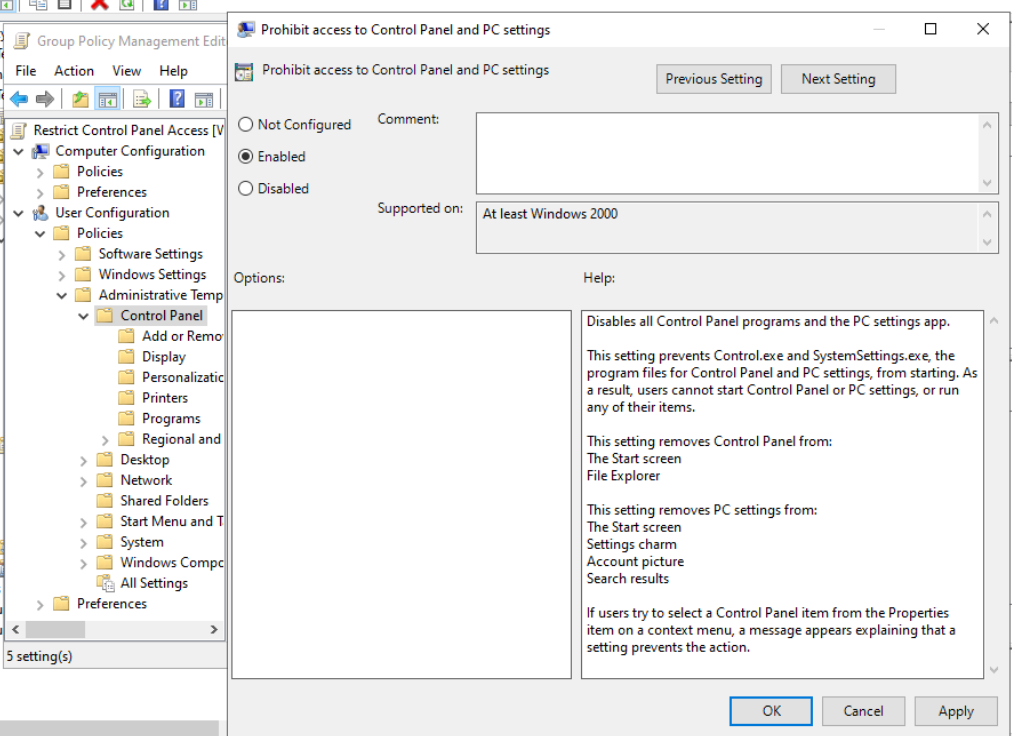 Group Policy Management Edit
File Action View Help
Restrict Control Panel Access [W
Computer Configuration
Policies
Preferences
User Configuration
Policies
Software Settings
Windows Settings
Administrative Temp
Control Panel
Add or Remo
Display
Personalizatic
Printers
Programs
Regional and
Desktop
Network
Shared Folders
Start Menu and T
System
Windows Compo
All Settings
Preferences
5 setting(s)
Prohibit access to Control Panel and PC settings
Prohibit access to Control Panel and PC settings
Previous Setting Next Setting
Not Configured
Enabled
Disabled
Comment:
Supported on:
At least Windows 2000
Options:
Help:
Disables all Control Panel programs and the PC settings app.
This setting prevents Control.exe and SystemSettings.exe, the
program files for Control Panel and PC settings, from starting. As
a result, users cannot start Control Panel or PC settings, or run
any of their items.
This setting removes Control Panel from:
The Start screen
File Explorer
This setting removes PC settings from:
The Start screen
Settings charm
Account picture
Search results
If users try to select a Control Panel item from the Properties
item on a context menu, a message appears explaining that a
setting prevents the action.
OK Cancel Apply